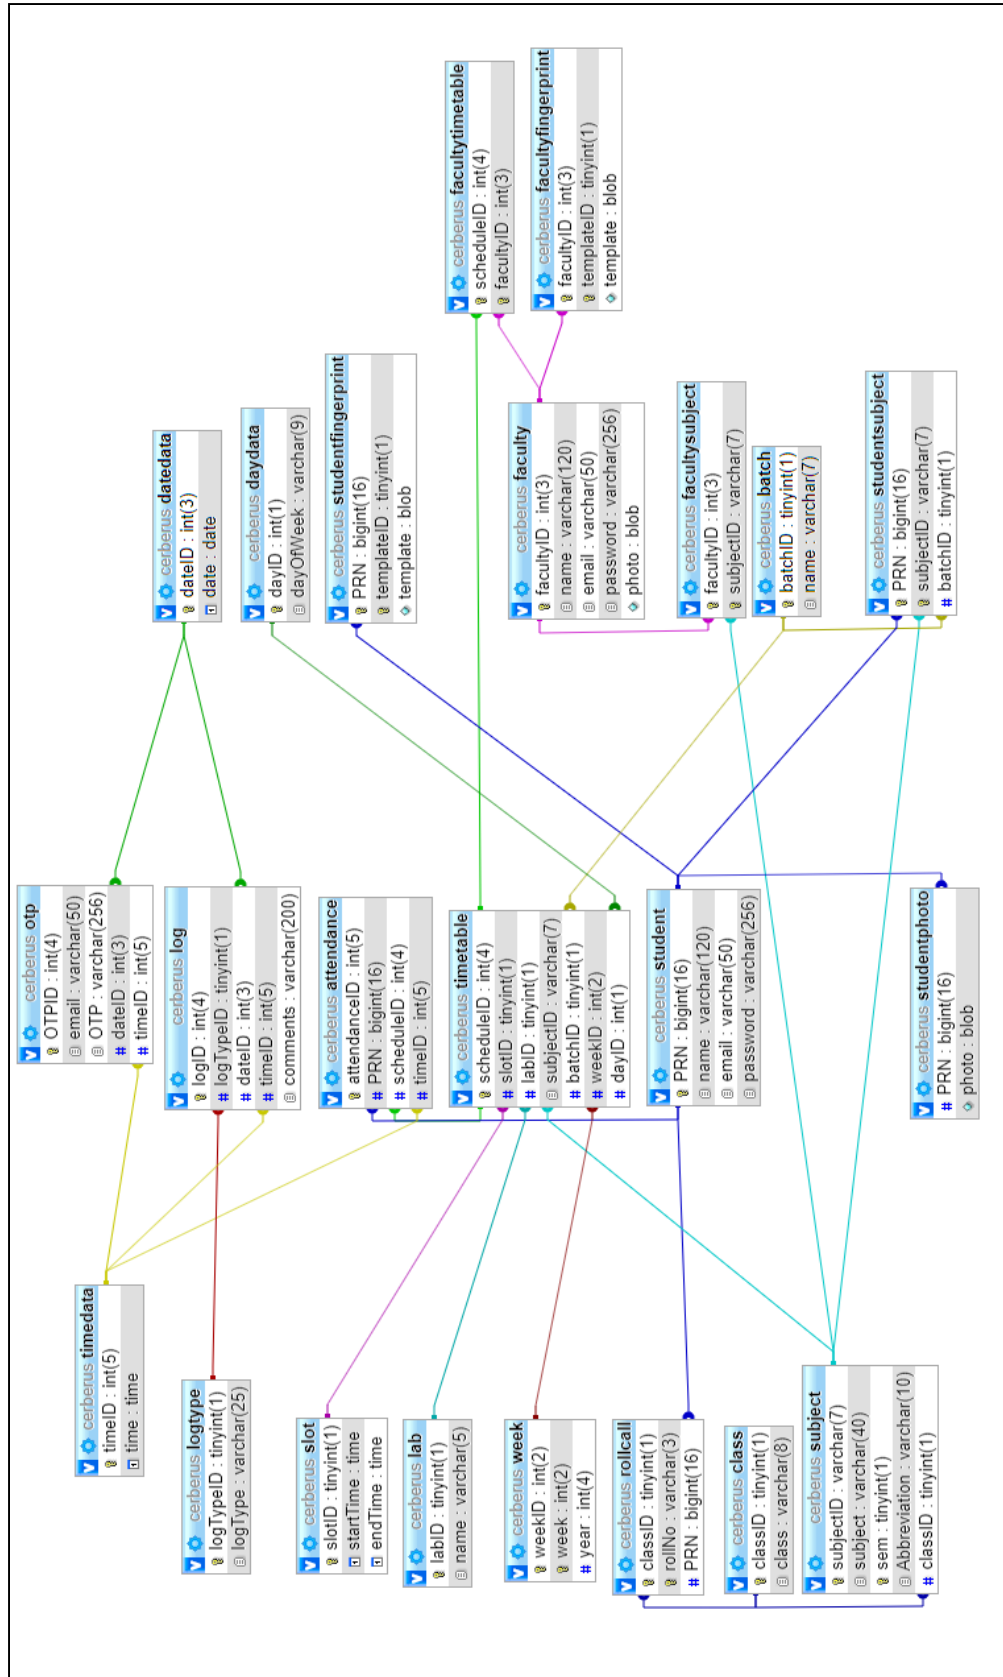 cerberus timedata
timeID : int(5)
time : time
cerberus logtype
logTypeID : tinyint(1)
logType : varchar(25)
cerberus slot
slotID : tinyint(1)
startTime : time
endTime : time
cerberus lab
labID : tinyint(1)
name : varchar(5)
cerberus week
weekID : int(2)
week : int(2)
# year : int(4)
cerberus rollcall
classID : tinyint(1)
rollNo : varchar(3)
# PRN : bigint(16)
cerberus class
classID : tinyint(1)
class : varchar(8)
cerberus subject
subjectID : varchar(7)
subject : varchar(40)
sem : tinyint(1)
Abbreviation : varchar(10)
# classID : tinyint(1)
cerberus otp
OTPID : int(4)
email : varchar(50)
OTP : varchar(256)
# dateID : int(3)
# timeID : int(5)
cerberus log
logID : int(4)
# logTypeID : tinyint(1)
# dateID : int(3)
# timeID : int(5)
comments : varchar(200)
cerberus attendance
attendanceID : int(5)
# PRN : bigint(16)
# scheduleID : int(4)
# timeID : int(5)
cerberus timetable
scheduleID : int(4)
# slotID : tinyint(1)
# labID : tinyint(1)
subjectID : varchar(7)
# batchID : tinyint(1)
# weekID : int(2)
# dayID : int(1)
cerberus student
PRN : bigint(16)
name : varchar(120)
email : varchar(50)
password : varchar(256)
cerberus studentphoto
# PRN : bigint(16)
photo : blob
cerberus datedata
dateID : int(3)
date : date
cerberus daydata
dayID : int(1)
dayOfWeek : varchar(9)
cerberus studentfingerprint
PRN : bigint(16)
templateID : tinyint(1)
template : blob
cerberus faculty
facultyID : int(3)
name : varchar(120)
email : varchar(50)
password : varchar(256)
photo : blob
cerberus facultysubject
facultyID : int(3)
subjectID : varchar(7)
cerberus batch
batchID : tinyint(1)
name : varchar(7)
cerberus studentsubject
PRN : bigint(16)
subjectID : varchar(7)
# batchID : tinyint(1)
cerberus facultytimetable
scheduleID : int(4)
facultyID : int(3)
cerberus facultyfingerprint
facultyID : int(3)
templateID : tinyint(1)
template : blob